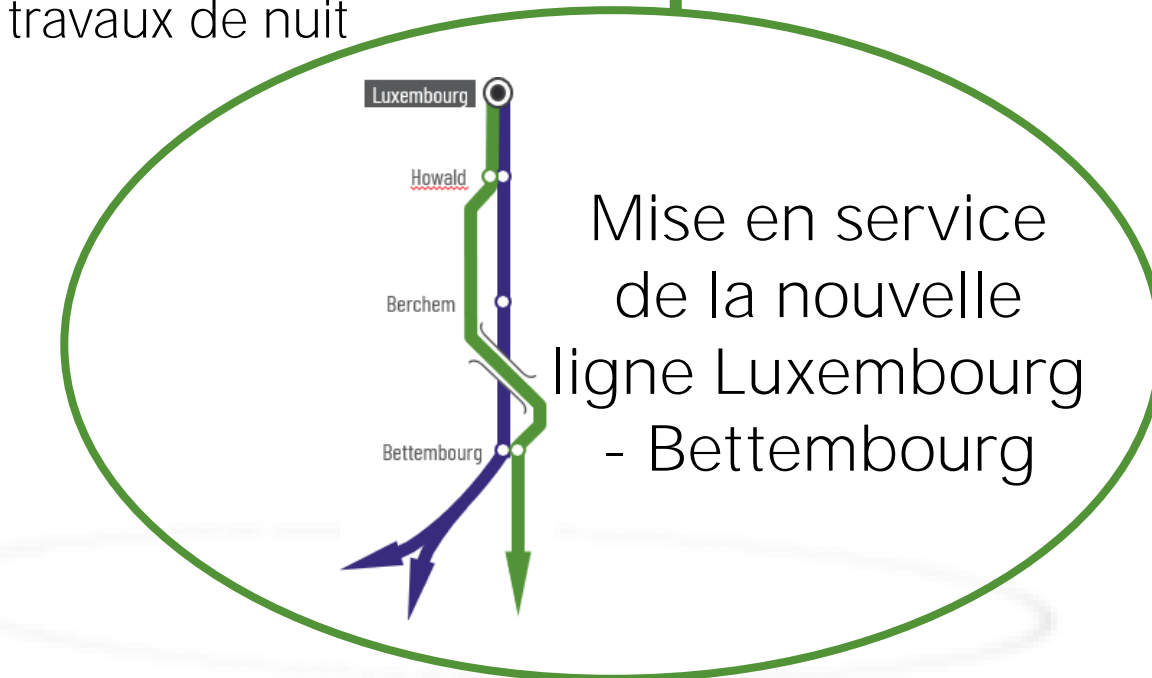 travaux de nuit
Luxembourg
Howald
Berchem
Bettembourg
Mise en service
de la nouvelle
ligne Luxembourg
- Bettembourg